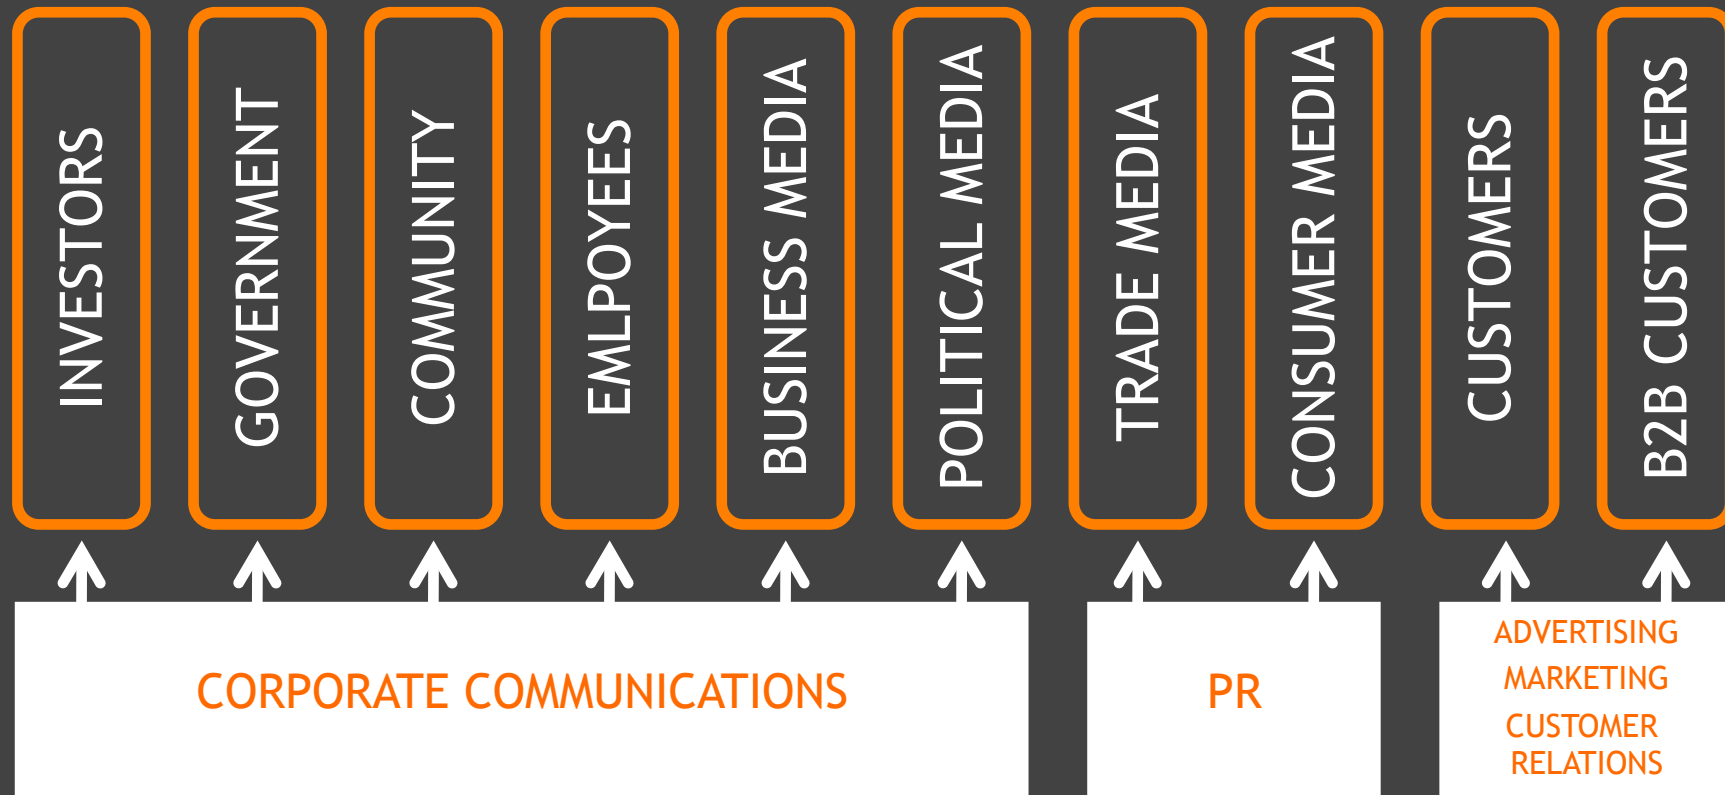 INVESTORS
GOVERNMENT
COMMUNITY
EMLPOYEES
BUSINESS MEDIA
POLITICAL MEDIA
TRADE MEDIA
CONSUMER MEDIA
CUSTOMERS
B2B CUSTOMERS
CORPORATE COMMUNICATIONS
PR
ADVERTISING
MARKETING
CUSTOMER
RELATIONS